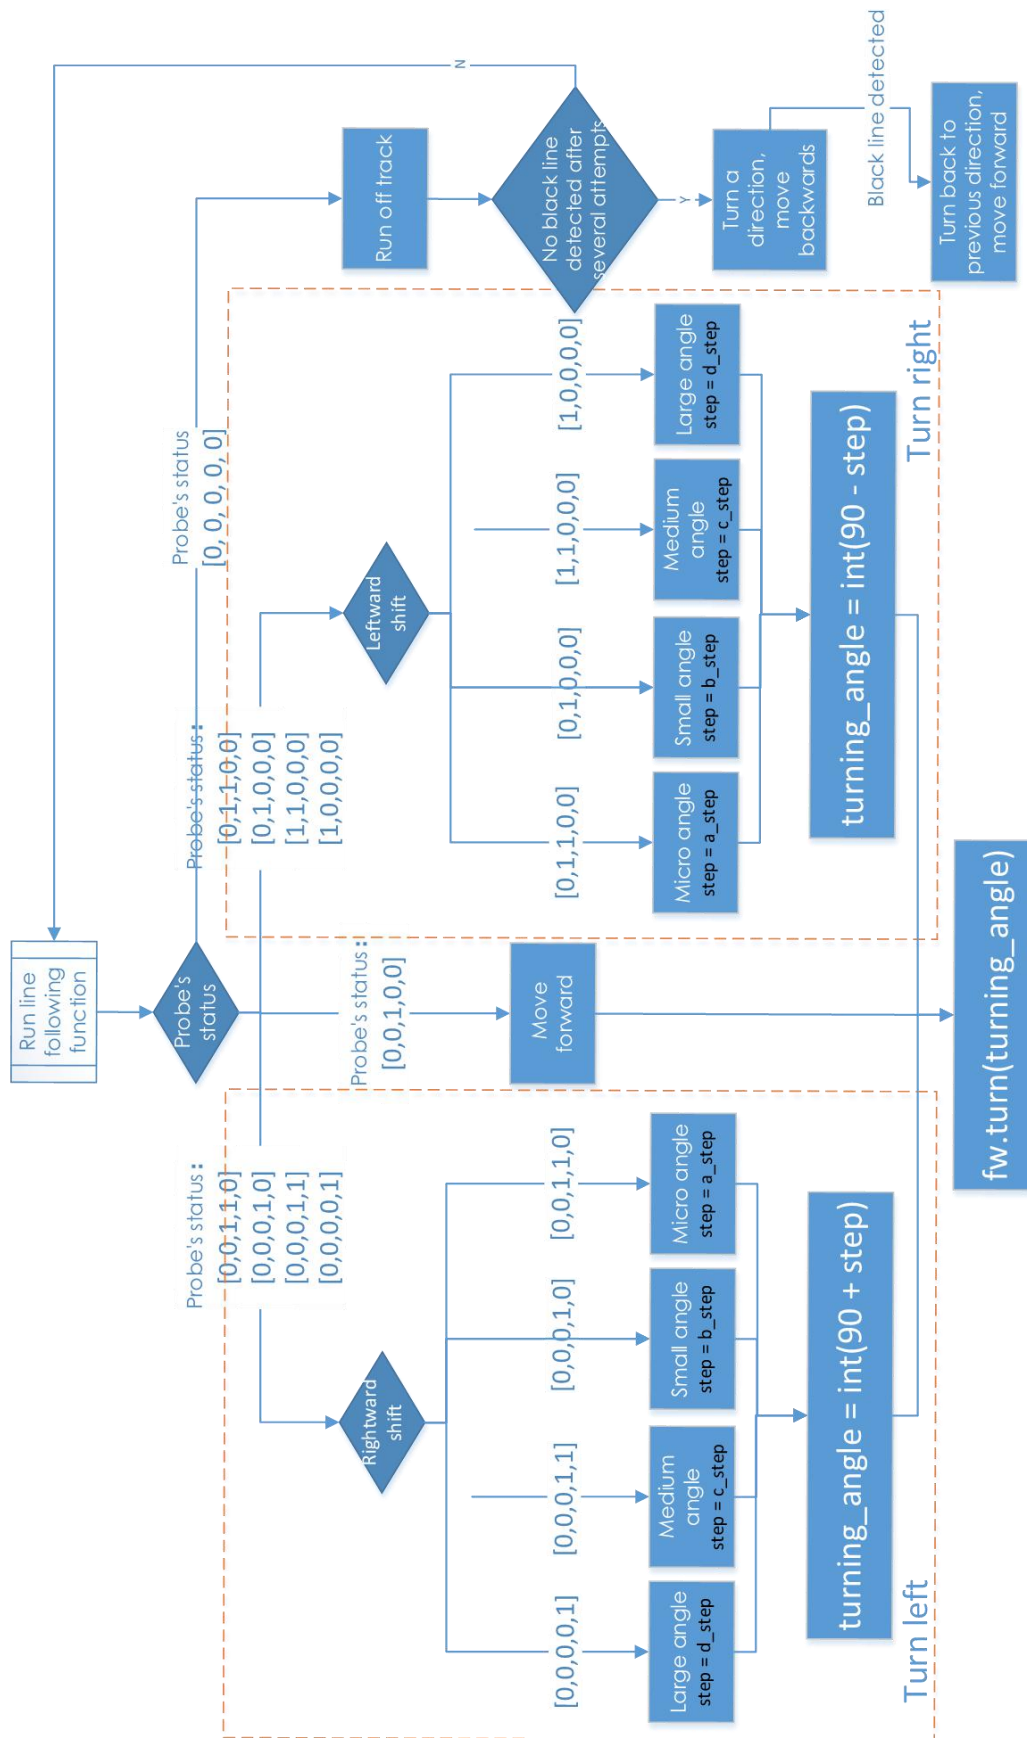 Run line
following
function
Probe's
status
Probe's status:
[0,0,1,1,0]
[0,0,0,1,0]
[0,0,0,1,1]
[0,0,0,0,1]
Probe's status:
[0,0,1,0,0]
Probe's status:
[0,1,1,0,0]
[0,1,0,0,0]
[1,1,0,0,0]
[1,0,0,0,0]
Probe's status
[0, 0, 0, 0, 0]
Rightward
shift
[0,0,0,0,1]
[0,0,0,1,1]
[0,0,0,1,0]
[0,0,1,1,0]
Large angle
step = d_step
Medium
angle
step = c_step
Small angle
step = b_step
Micro angle
step = a_step
turning_angle = int(90 + step)
Turn left
Move
forward
Leftward
shift
[0,1,1,0,0]
[0,1,0,0,0]
[1,1,0,0,0]
[1,0,0,0,0]
Micro angle
step = a_step
Small angle
step = b_step
Medium
angle
step = c_step
Large angle
step = d_step
turning_angle = int(90 - step)
Turn right
fw.turn(turning_angle)
Run off track
No black line
detected after
several attempts
N
Y
Turn a
direction,
move
backwards
Black line detected
Turn back to
previous direction,
move forward